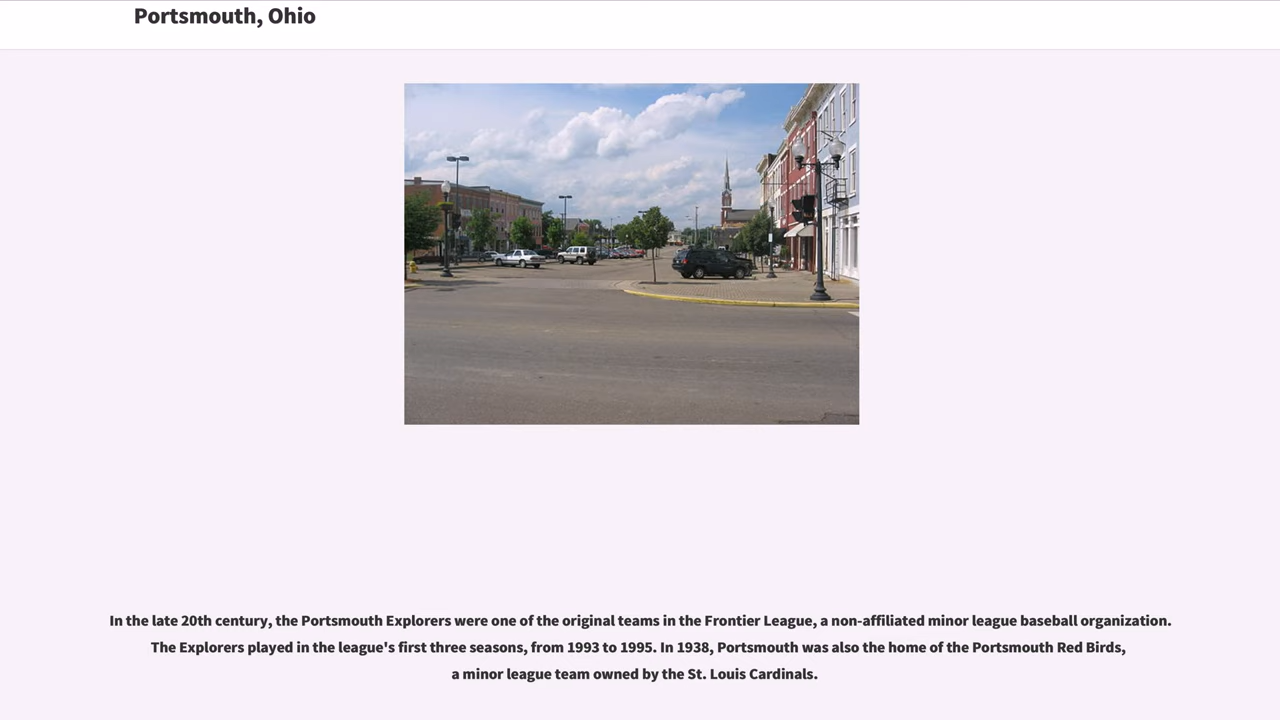 Portsmouth, Ohio
In the late 20th century, the Portsmouth Explorers were one of the original teams in the Frontier League, a non-affiliated minor league baseball organization.
The Explorers played in the league's first three seasons, from 1993 to 1995. In 1938, Portsmouth was also the home of the Portsmouth Red Birds,
a minor league team owned by the St. Louis Cardinals.